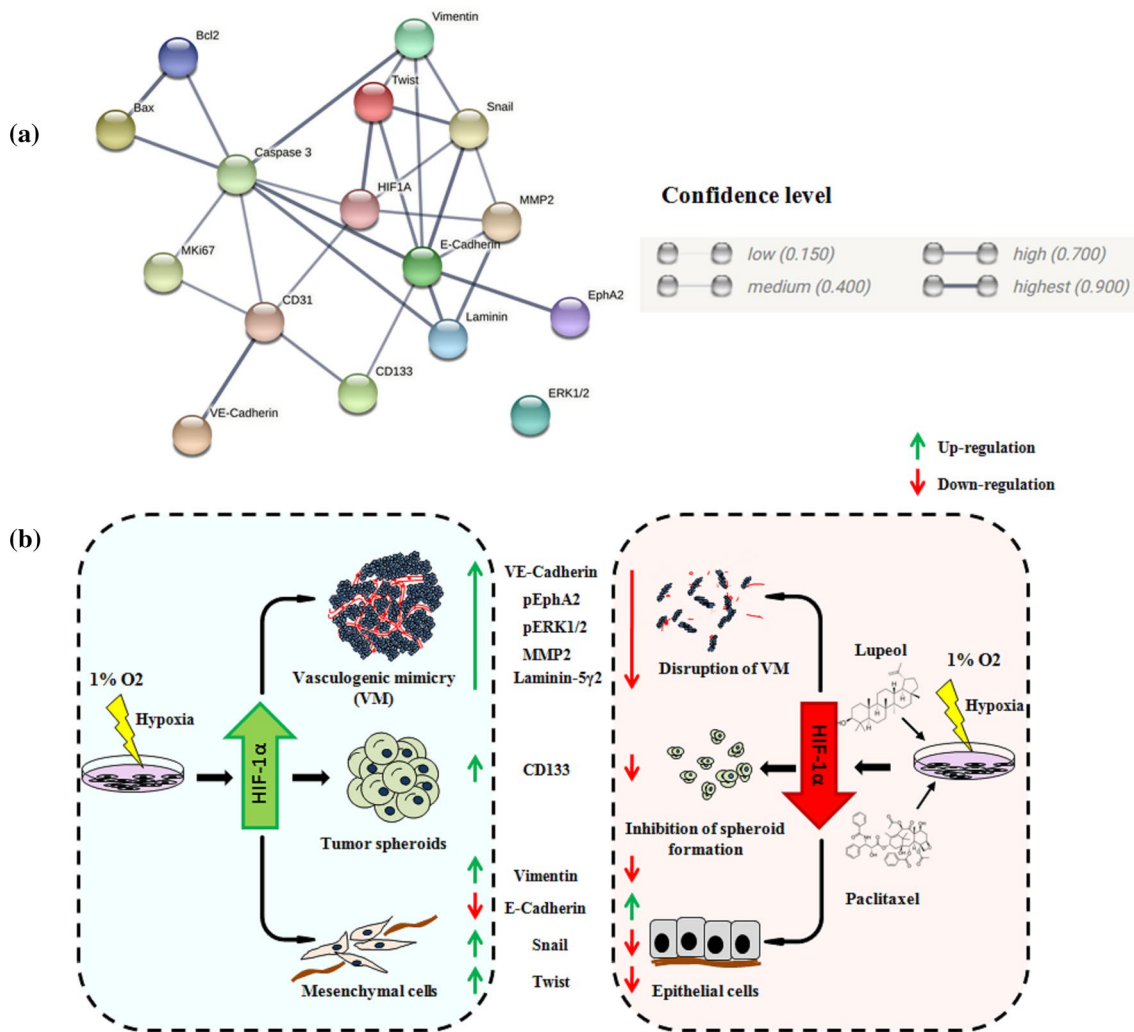 (a)
Vimentin
Bcl2
Twist
Bax
Snail
Caspase 3
HIF1A
MMP2
E-Cadherin
MKi67
CD31
EphA2
Laminin
CD133
VE-Cadherin
ERK1/2
Confidence level
low (0.150)
high (0.700)
medium (0.400)
highest (0.900)
Up-regulation
Down-regulation
(b)
VE-Cadherin
pEphA2
pERK1/2
MMP2
Laminin-5γ2
Vasculogenic mimicry
(VM)
Disruption of VM
Lupeol
1% O2
Hypoxia
1% O2
Hypoxia
HIF-1α
HIF-1α
CD133
Tumor spheroids
Inhibition of spheroid
formation
Paclitaxel
Vimentin
E-Cadherin
Snail
Twist
Mesenchymal cells
Epithelial cells